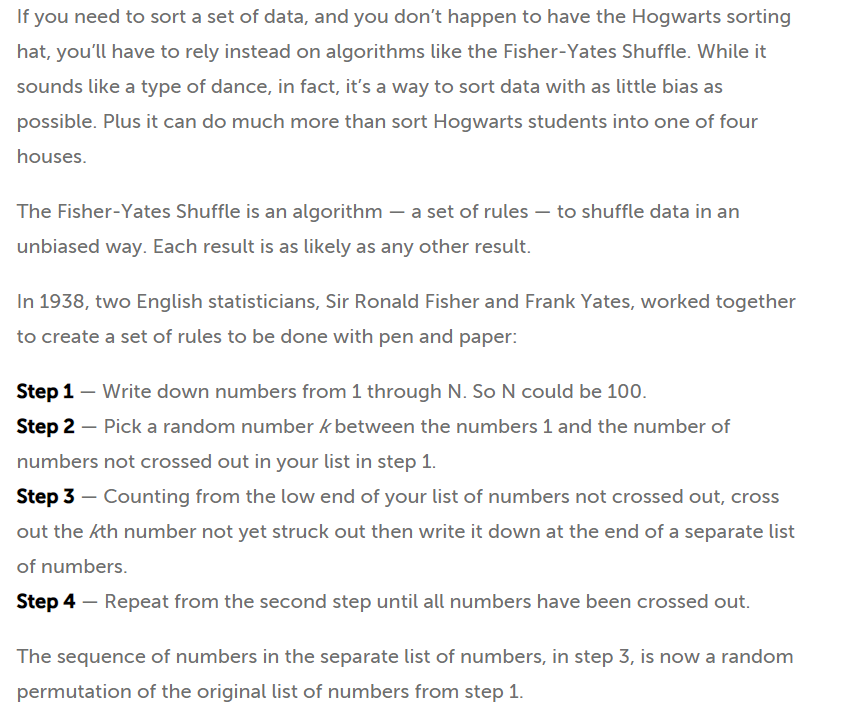 If you need to sort a set of data, and you don’t happen to have the Hogwarts sorting
hat, you’ll have to rely instead on algorithms like the Fisher-Yates Shuffle. While it
sounds like a type of dance, in fact, it’s a way to sort data with as little bias as
possible. Plus it can do much more than sort Hogwarts students into one of four
houses.
The Fisher-Yates Shuffle is an algorithm — a set of rules — to shuffle data in an
unbiased way. Each result is as likely as any other result.
In 1938, two English statisticians, Sir Ronald Fisher and Frank Yates, worked together
to create a set of rules to be done with pen and paper:
Step 1 — Write down numbers from 1 through N. So N could be 100.
Step 2 — Pick a random number k between the numbers 1 and the number of
numbers not crossed out in your list in step 1.
Step 3 — Counting from the low end of your list of numbers not crossed out, cross
out the kth number not yet struck out then write it down at the end of a separate list
of numbers.
Step 4 — Repeat from the second step until all numbers have been crossed out.
The sequence of numbers in the separate list of numbers, in step 3, is now a random
permutation of the original list of numbers from step 1.